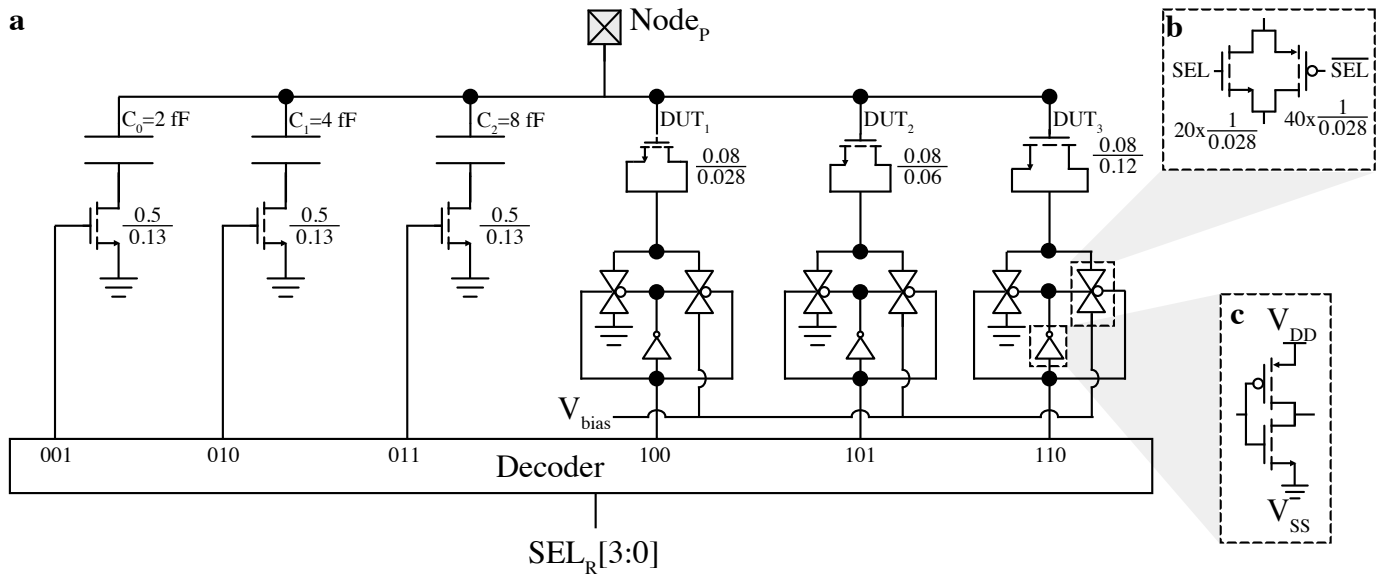 a
Node_P
b
SEL
\overline{SEL}
20x 1/0.028
40x 1/0.028
C_0=2 fF
C_1=4 fF
C_2=8 fF
DUT_1
DUT_2
DUT_3
0.08/0.028
0.08/0.06
0.08/0.12
0.5/0.13
0.5/0.13
0.5/0.13
c
V_DD
V_SS
V_bias
001
010
011
100
101
110
Decoder
SEL_R[3:0]